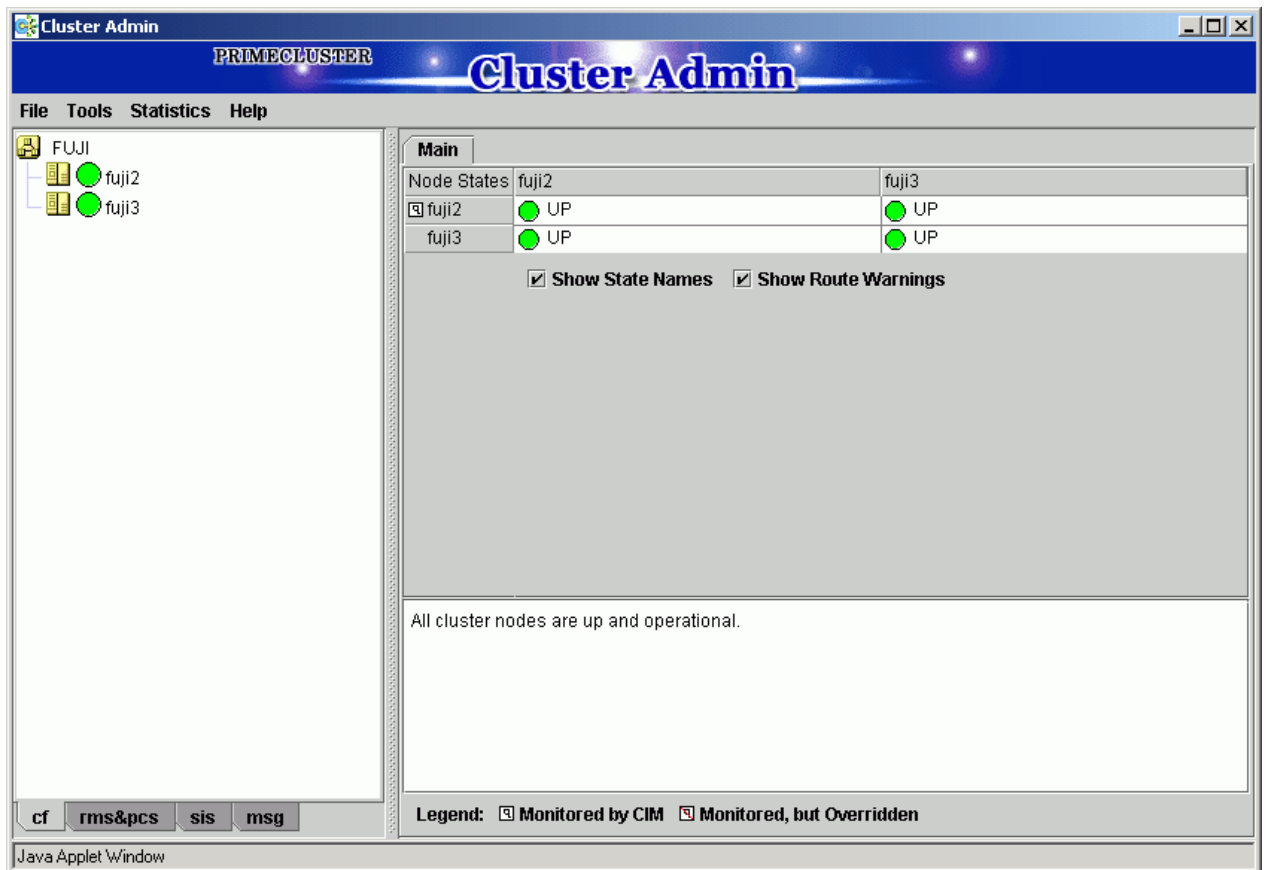 Cluster Admin
PRIMECLUSTER
Cluster Admin
File Tools Statistics Help
FUJI
fuji2
fuji3
Main
Node States fuji2 fuji3
fuji2 UP UP
fuji3 UP UP
Show State Names Show Route Warnings
All cluster nodes are up and operational.
cf rms&pcs sis msg
Legend: Monitored by CIM Monitored, but Overridden
Java Applet Window